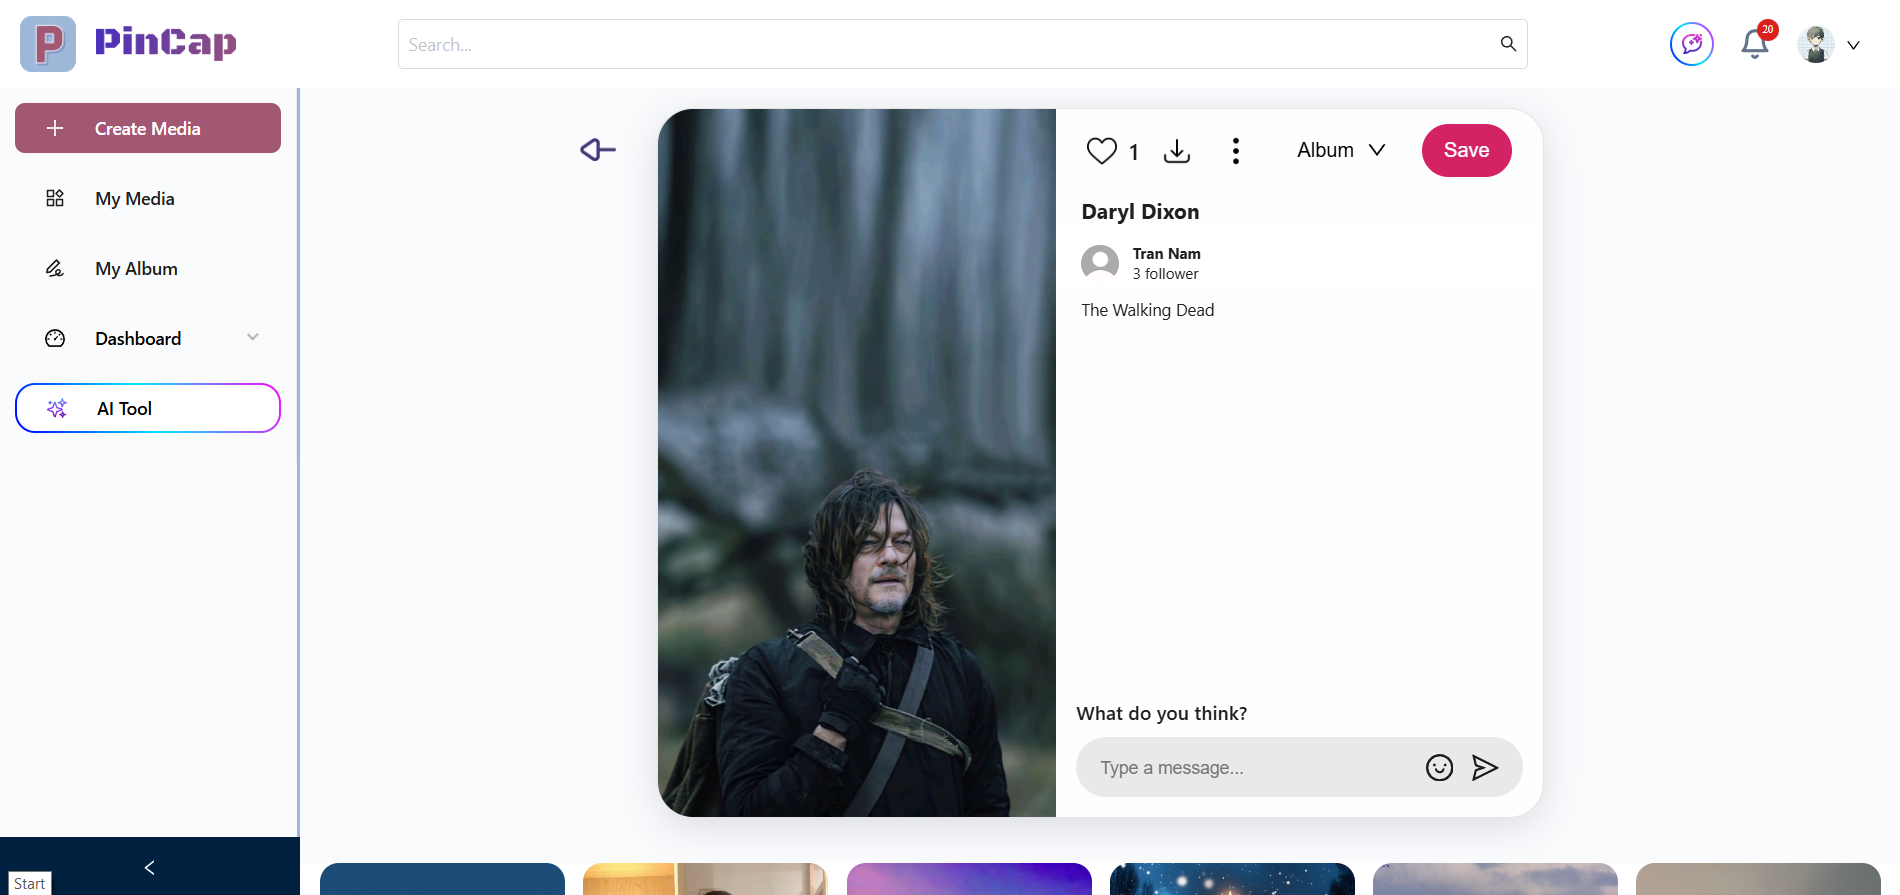 PinCap
Search...
20
Create Media
My Media
My Album
Dashboard
AI Tool
1
Album
Save
Daryl Dixon
Tran Nam
3 follower
The Walking Dead
What do you think?
Type a message...
Start